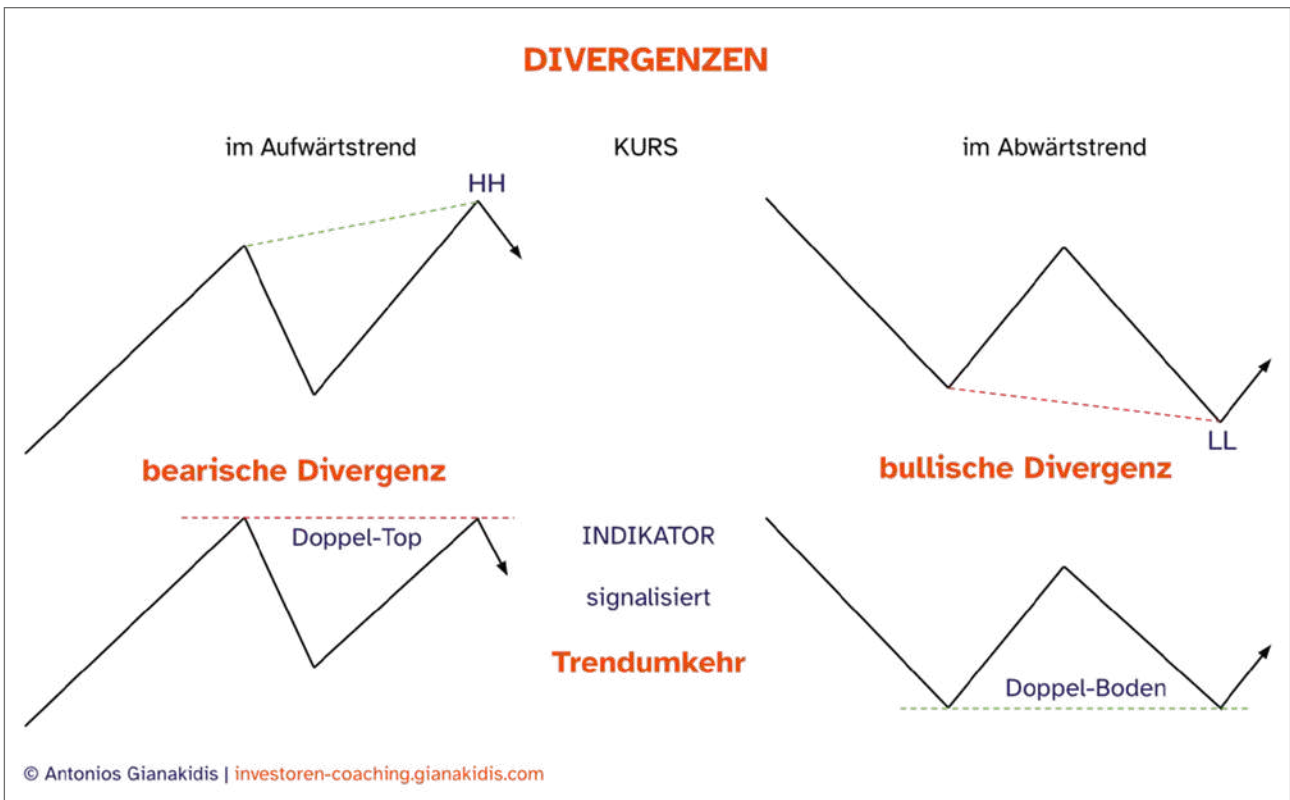 DIVERGENZEN
im Aufwärtstrend
KURS
im Abwärtstrend
HH
LL
bearische Divergenz
bullische Divergenz
Doppel-Top
INDIKATOR
signalisiert
Trendumkehr
Doppel-Boden
© Antonios Gianakidis | investoren-coaching.gianakidis.com